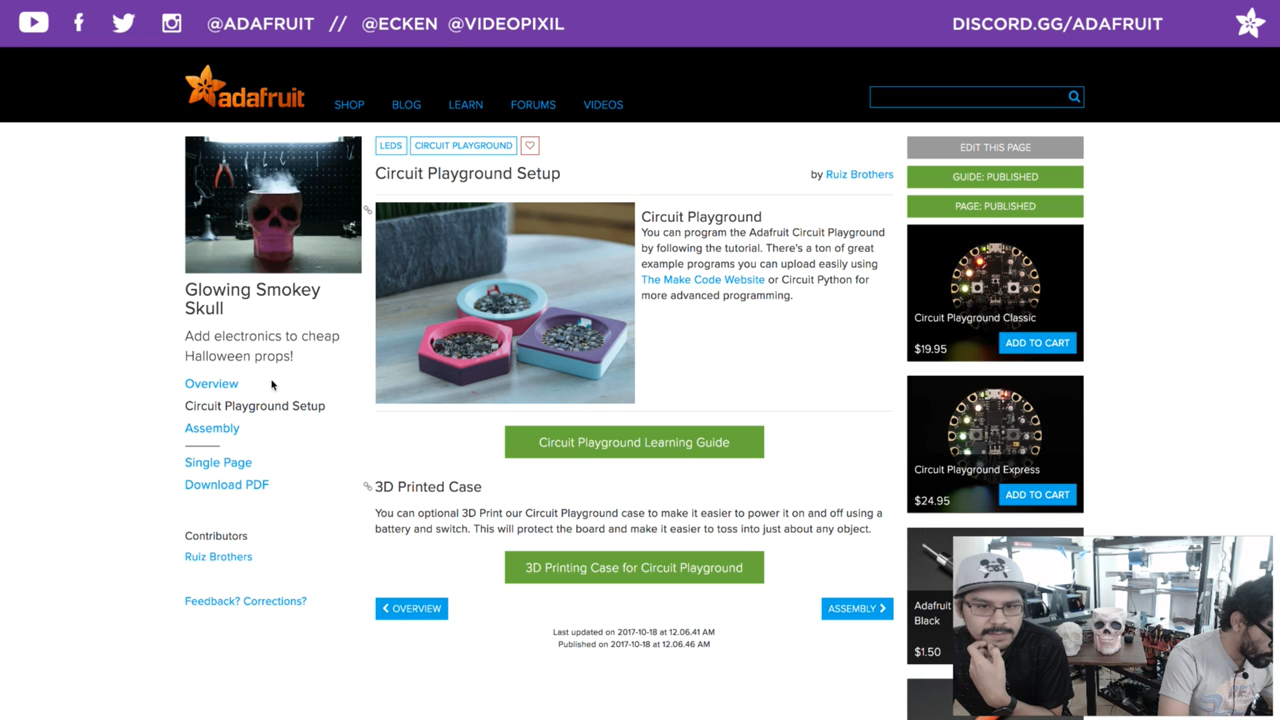 @ADAFRUIT // @ECKEN @VIDEOPIXIL
DISCORD.GG/ADAFRUIT
adafruit
SHOP
BLOG
LEARN
FORUMS
VIDEOS
Glowing Smokey
Skull
Add electronics to cheap
Halloween props!
Overview
Circuit Playground Setup
Assembly
Single Page
Download PDF
Contributors
Ruiz Brothers
Feedback? Corrections?
LEDS
CIRCUIT PLAYGROUND
Circuit Playground Setup
by Ruiz Brothers
Circuit Playground
You can program the Adafruit Circuit Playground
by following the tutorial. There's a ton of great
example programs you can upload easily using
The Make Code Website or Circuit Python for
more advanced programming.
Circuit Playground Learning Guide
3D Printed Case
You can optional 3D Print our Circuit Playground case to make it easier to power it on and off using a
battery and switch. This will protect the board and make it easier to toss into just about any object.
3D Printing Case for Circuit Playground
OVERVIEW
ASSEMBLY
Last updated on 2017-10-18 at 12.06.41 AM
Published on 2017-10-18 at 12.06.46 AM
EDIT THIS PAGE
GUIDE: PUBLISHED
PAGE: PUBLISHED
Circuit Playground Classic
$19.95
ADD TO CART
Circuit Playground Express
$24.95
ADD TO CART
Adafruit
Black
$1.50